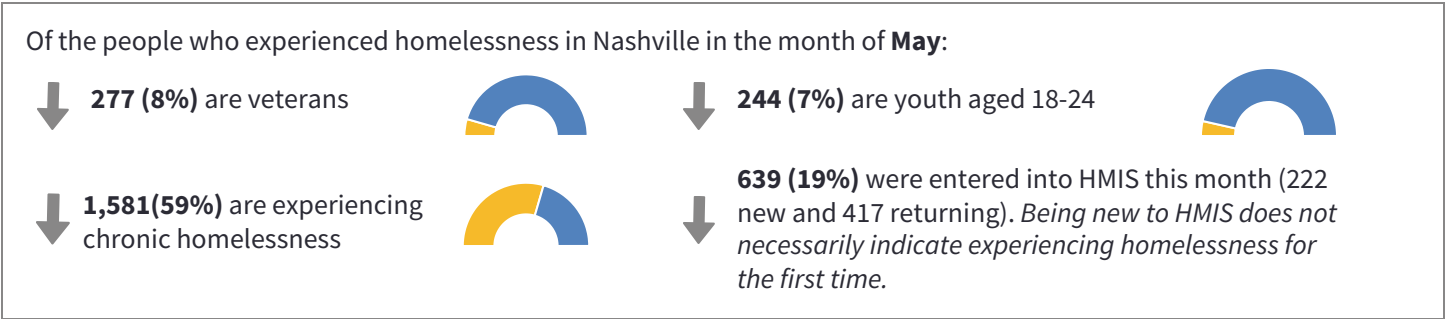 Of the people who experienced homelessness in Nashville in the month of May:
277 (8%) are veterans
244 (7%) are youth aged 18-24
1,581(59%) are experiencing
chronic homelessness
639 (19%) were entered into HMIS this month (222
new and 417 returning). Being new to HMIS does not
necessarily indicate experiencing homelessness for
the first time.